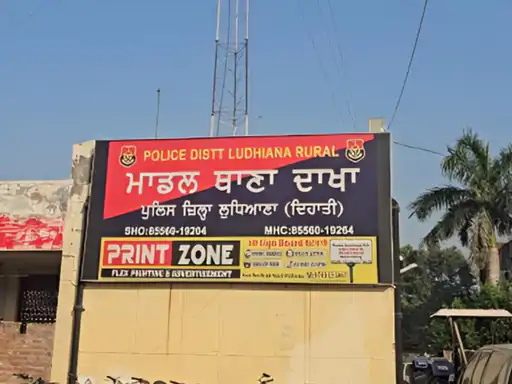 POLICE DISTT LUDHIANA RURAL
ਮਾਡਲ ਥਾਣਾ ਦਾਖਾ
ਪੁਲਿਸ ਜ਼ਿਲ੍ਹਾ ਲੁਧਿਆਣਾ (ਦਿਹਾਤੀ)
SHO:85560-19204 MHC:85560-19264
PRINT ZONE
FLEX PRINTING & ADVERTISEMENT